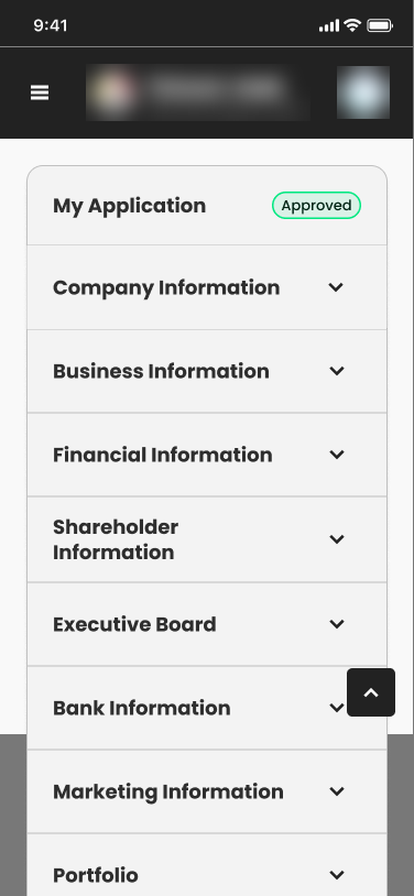 9:41
My Application
Approved
Company Information
Business Information
Financial Information
Shareholder
Information
Executive Board
Bank Information
Marketing Information
Portfolio